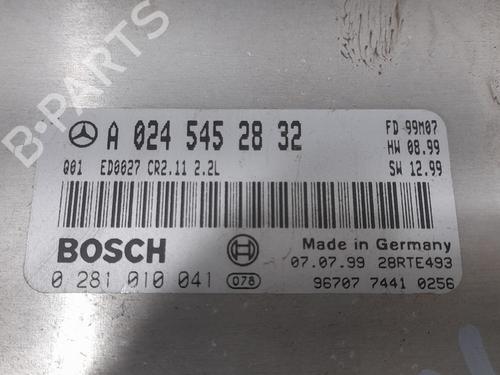 A 024 545 28 32
FD 99M07
HW 08.99
Q01 ED0027 CR2.11 2.2L
SW 12.99
BOSCH
Made in Germany
07.07.99 28RTE493
0 281 010 041 078
96707 7441 0256
B-PARTS